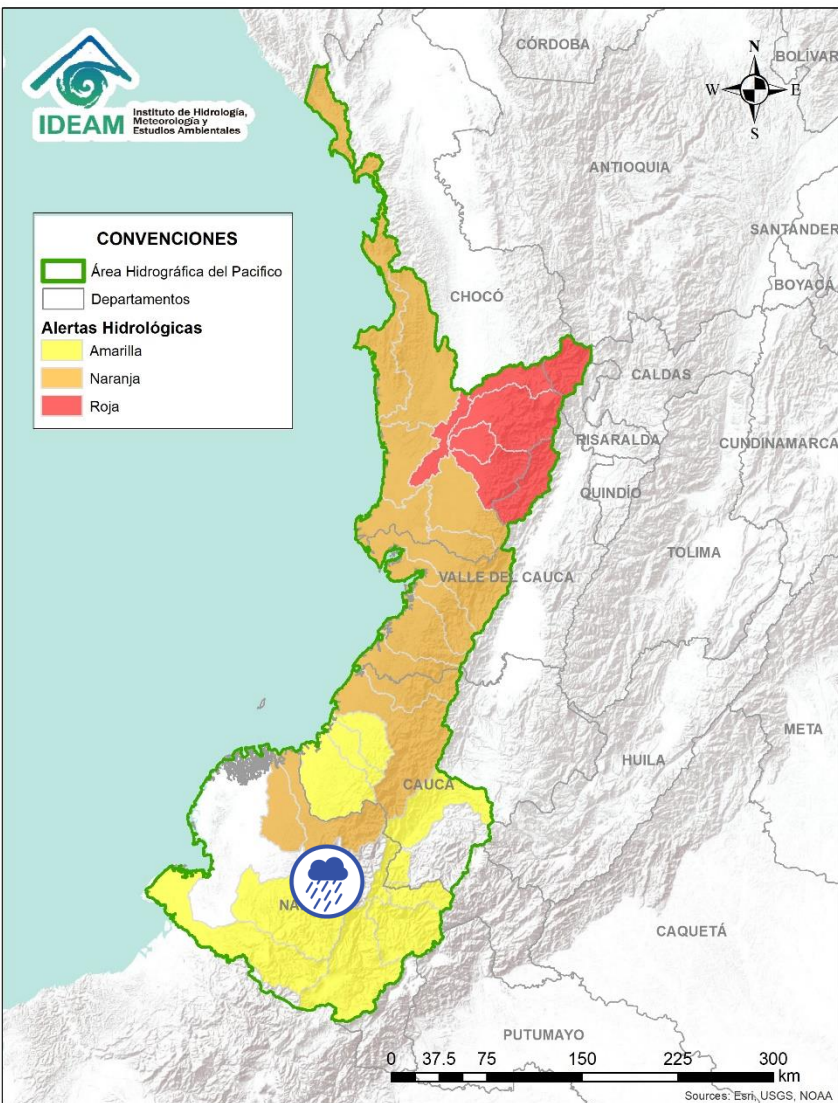 IDEAM
Instituto de Hidrología,
Meteorología y
Estudios Ambientales
CÓRDOBA
BOLÍVAR
N
W
E
S
ANTIOQUIA
SANTANDER
BOYACÁ
CONVENCIONES
Área Hidrográfica del Pacifico
Departamentos
Alertas Hidrológicas
Amarilla
Naranja
Roja
CHOCÓ
CALDAS
RISARALDA
CUNDINAMARCA
QUINDÍO
TOLIMA
VALLE DEL CAUCA
META
HUILA
CAUCA
NA
CAQUETÁ
PUTUMAYO
0 37.5 75 150 225 300
km
Sources: Esri, USGS, NOAA